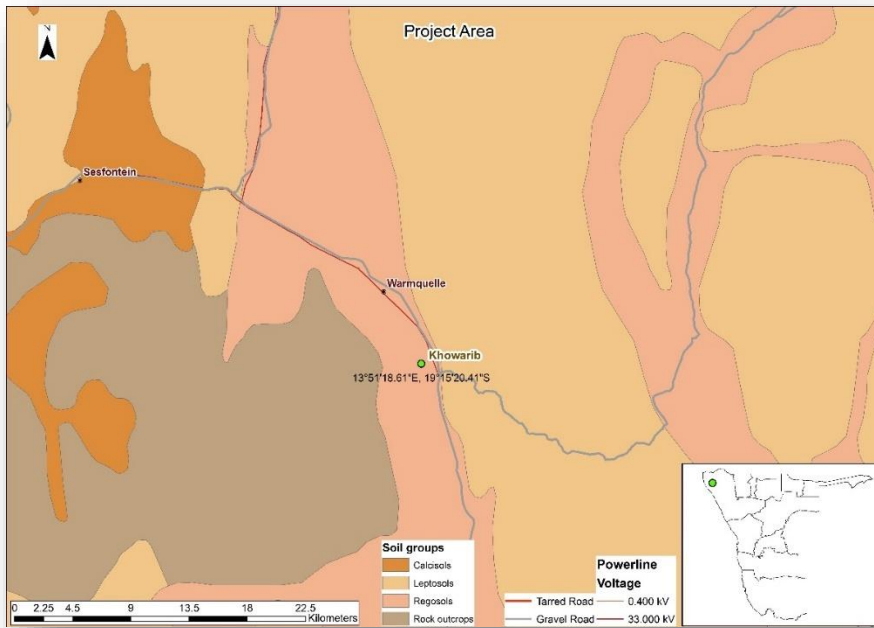 Project Area
Z
Sesfontein
Warmquelle
Khowarib
13°51'18.61"E, 19°15'20.41"S
Soil groups
Calcisols
Leptosols
Regosols
Rock outcrops
Tarred Road
Gravel Road
Powerline
Voltage
0.400 kV
33.000 kV
0 2.25 4.5 9 13.5 18 22.5
Kilometers